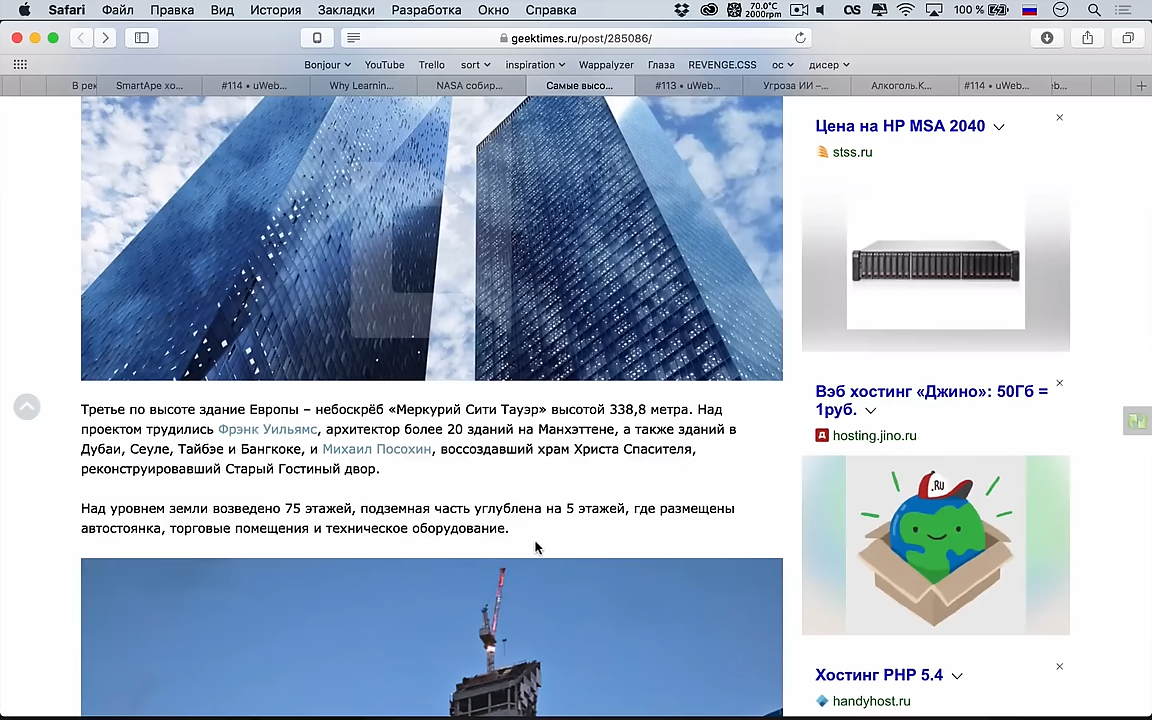 Safari Файл Правка Вид История Закладки Разработка Окно Справка 70.0°C 2000rpm 100 %
geektimes.ru/post/285086/
Bonjour YouTube Trello sort inspiration Wappalyzer Глаза REVENGE.CSS ос дисер
В рек SmartApe хо... #114 • uWeb... Why Learnin... NASA собир... Самые высо... #113 • uWeb... Угроза ИИ –... Алкоголь.К... #114 • uWeb...
Цена на HP MSA 2040
stss.ru
Вэб хостинг «Джино»: 50Гб =
1руб.
hosting.jino.ru
.RU
Хостинг PHP 5.4
handyhost.ru
Третье по высоте здание Европы – небоскрёб «Меркурий Сити Тауэр» высотой 338,8 метра. Над
проектом трудились Фрэнк Уильямс, архитектор более 20 зданий на Манхэттене, а также зданий в
Дубаи, Сеуле, Тайбэе и Бангкоке, и Михаил Посохин, воссоздавший храм Христа Спасителя,
реконструировавший Старый Гостиный двор.
Над уровнем земли возведено 75 этажей, подземная часть углублена на 5 этажей, где размещены
автостоянка, торговые помещения и техническое оборудование.